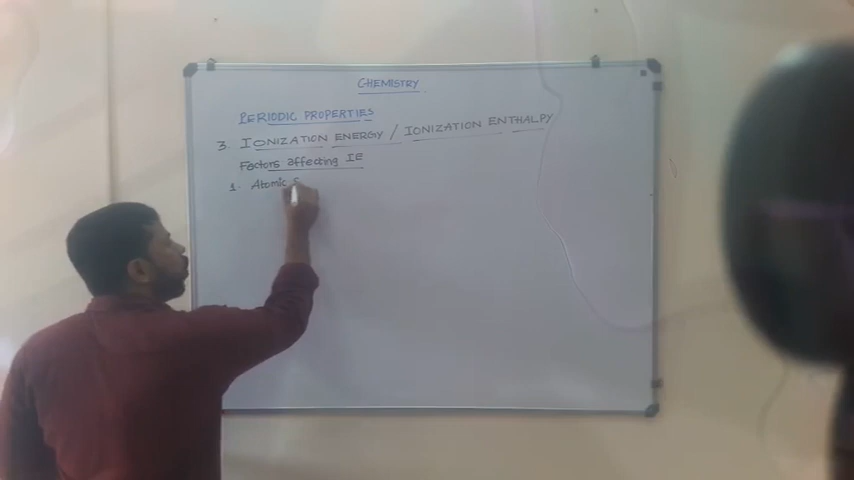 CHEMISTRY
PERIODIC PROPERTIES
3. IONIZATION ENERGY / IONIZATION ENTHALPY
Factors affecting IE
1. Atomic S